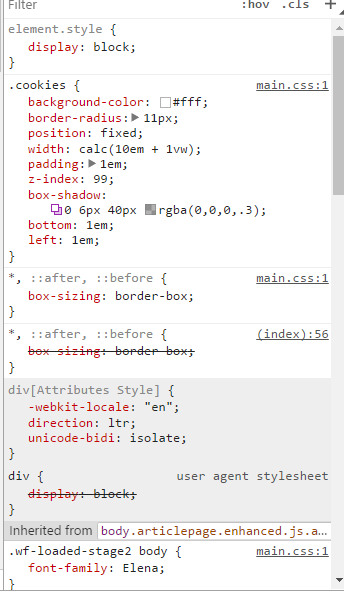 Filter :hov .cls +
element.style {
display: block;
}
.cookies { main.css:1
background-color: #fff;
border-radius: 11px;
position: fixed;
width: calc(10em + 1vw);
padding: 1em;
z-index: 99;
box-shadow:
0 6px 40px rgba(0,0,0,.3);
bottom: 1em;
left: 1em;
}
*, ::after, ::before { main.css:1
box-sizing: border-box;
}
*, ::after, ::before { (index):56
box-sizing: border-box;
}
div[Attributes Style] {
-webkit-locale: "en";
direction: ltr;
unicode-bidi: isolate;
}
div { user agent stylesheet
display: block;
}
Inherited from body.articlepage.enhanced.js.a...
.wf-loaded-stage2 body { main.css:1
font-family: Elena;
}